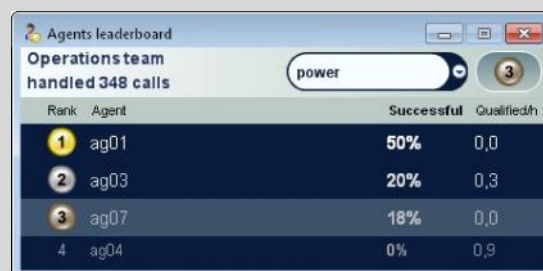 Agents leaderboard
Operations team
handled 348 calls
power
3
Rank Agent Successful Qualified/h
1 ag01 50% 0,0
2 ag03 20% 0,3
3 ag07 18% 0,0
4 ag04 0% 0,9